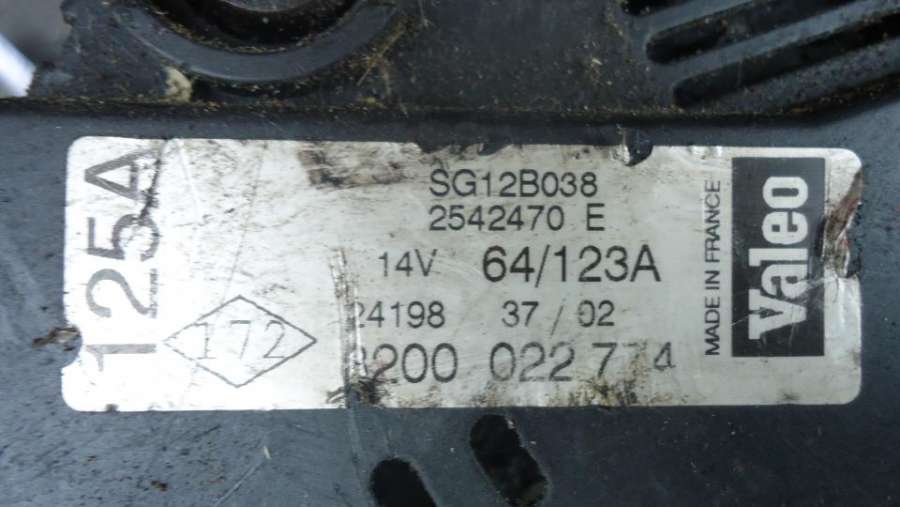 125A
172
SG12B038
2542470 E
14V 64/123A
24198 37/02
8200 022 774
MADE IN FRANCE
Valeo